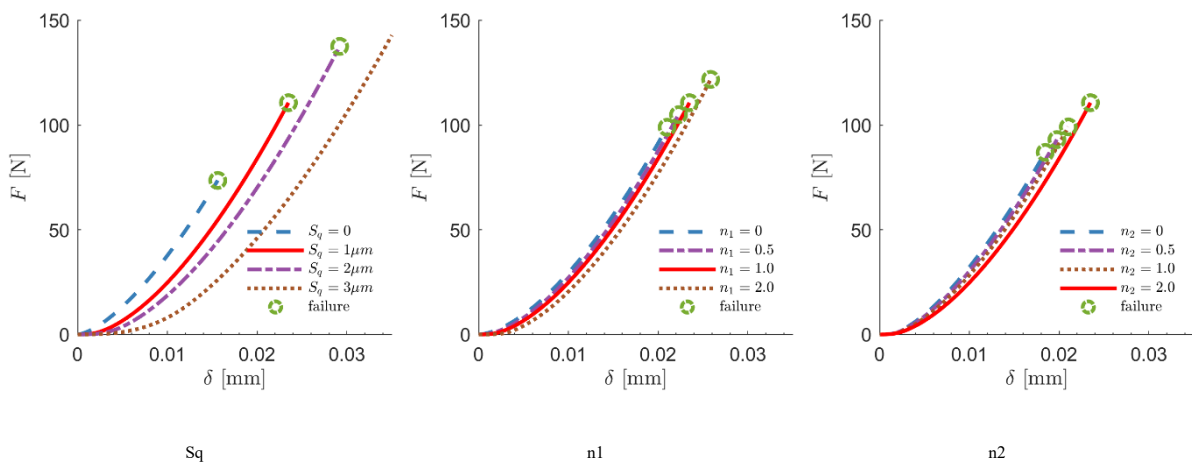 150
100
50
0
F [N]
0
0.01
0.02
0.03
δ [mm]
S_q = 0
S_q = 1μm
S_q = 2μm
S_q = 3μm
failure
Sq
150
100
50
0
F [N]
0
0.01
0.02
0.03
δ [mm]
n_1 = 0
n_1 = 0.5
n_1 = 1.0
n_1 = 2.0
failure
n1
150
100
50
0
F [N]
0
0.01
0.02
0.03
δ [mm]
n_2 = 0
n_2 = 0.5
n_2 = 1.0
n_2 = 2.0
failure
n2